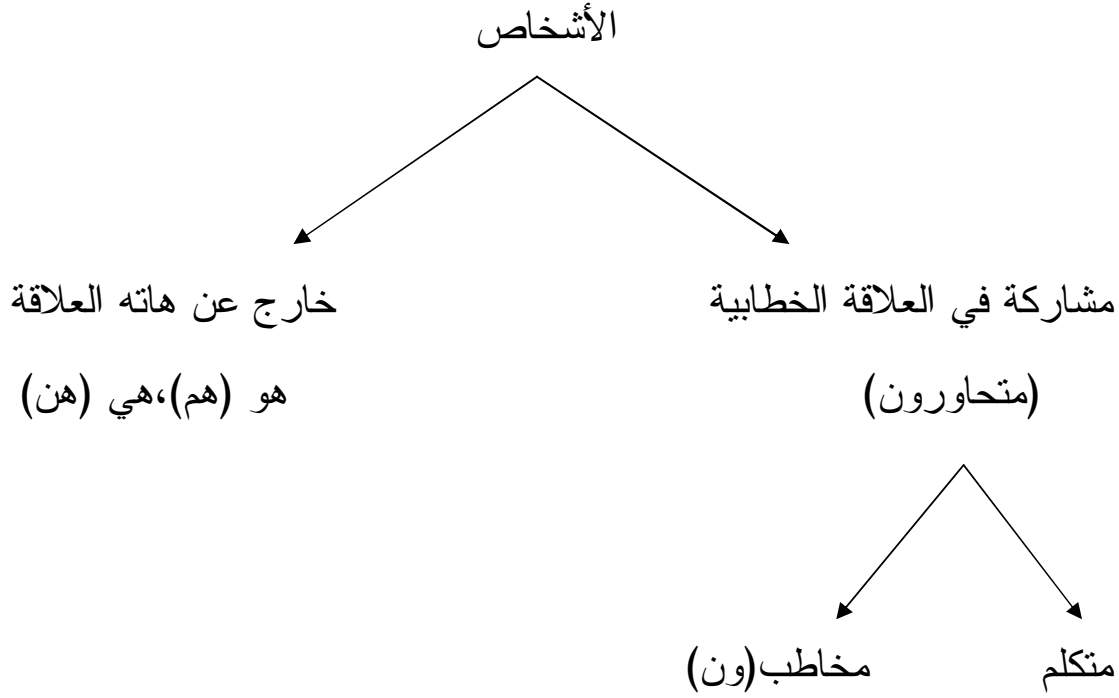 الأشخاص
مشاركة في العلاقة الخطابية
خارج عن هاته العلاقة
(متحاورون)
هو (هم)،هي (هن)
متكلم
مخاطب(ون)